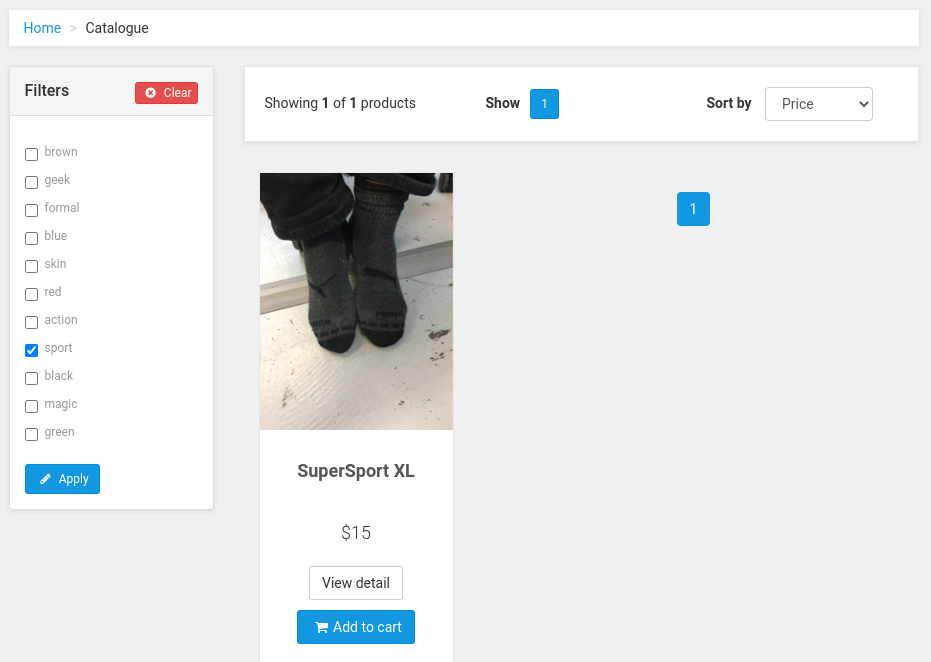 Home > Catalogue
Filters
Clear
brown
geek
formal
blue
skin
red
action
sport
black
magic
green
Apply
Showing 1 of 1 products
Show 1
Sort by Price
1
SuperSport XL
$15
View detail
Add to cart